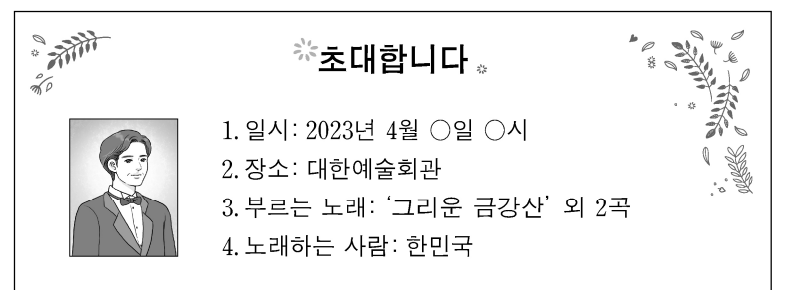 초대합니다
1. 일시: 2023년 4월 ○일 ○시
2. 장소: 대한예술회관
3. 부르는 노래: ‘그리운 금강산’ 외 2곡
4. 노래하는 사람: 한민국